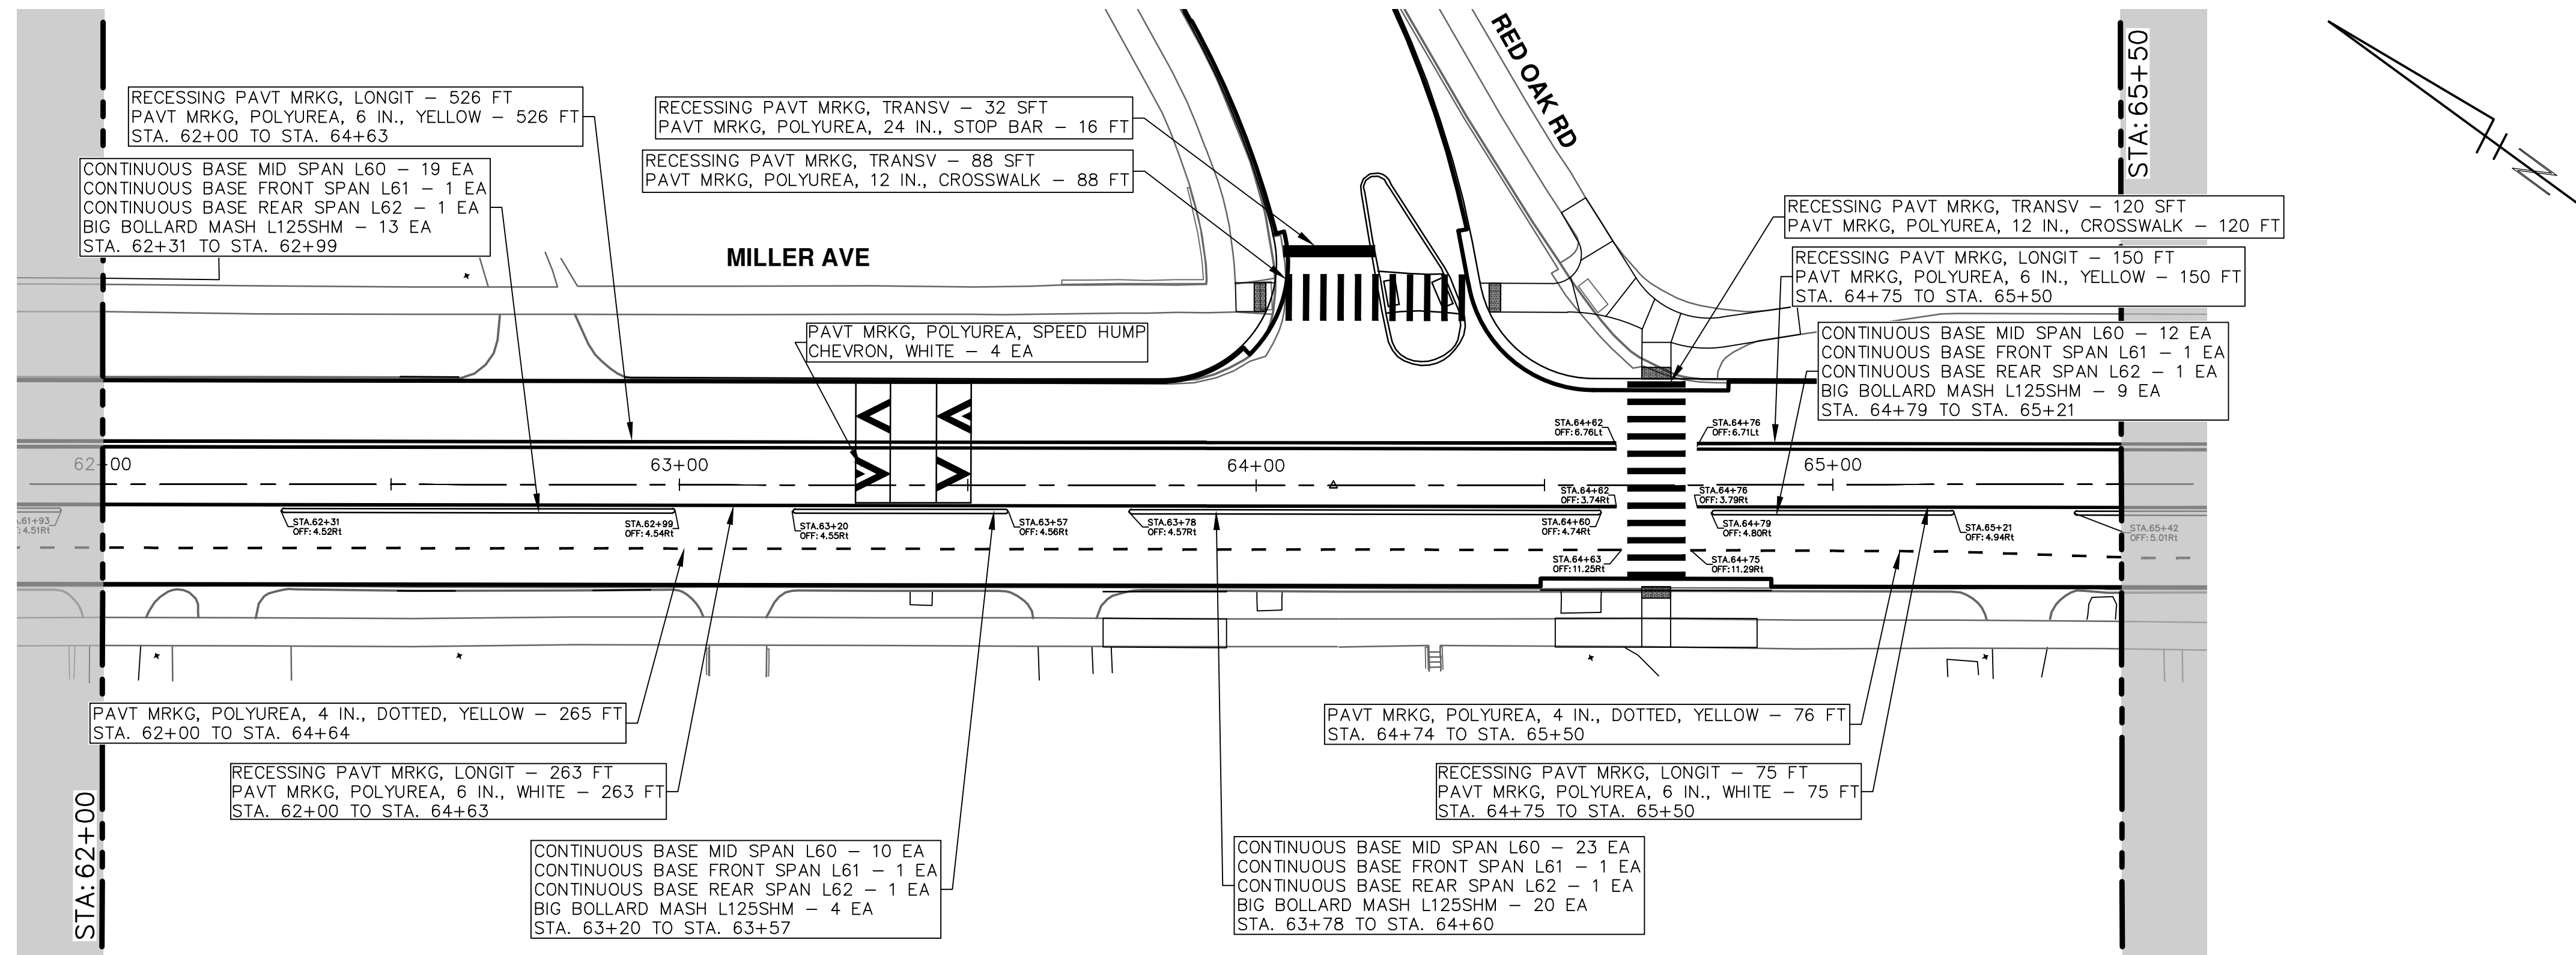 RECESSING PAVT MRKG, LONGIT – 526 FT
PAVT MRKG, POLYUREA, 6 IN., YELLOW – 526 FT
STA. 62+00 TO STA. 64+63
CONTINUOUS BASE MID SPAN L60 – 19 EA
CONTINUOUS BASE FRONT SPAN L61 – 1 EA
CONTINUOUS BASE REAR SPAN L62 – 1 EA
BIG BOLLARD MASH L125SHM – 13 EA
STA. 62+31 TO STA. 62+99
RECESSING PAVT MRKG, TRANSV – 32 SFT
PAVT MRKG, POLYUREA, 24 IN., STOP BAR – 16 FT
RECESSING PAVT MRKG, TRANSV – 88 SFT
PAVT MRKG, POLYUREA, 12 IN., CROSSWALK – 88 FT
MILLER AVE
RED OAK RD
STA: 65+50
N
RECESSING PAVT MRKG, TRANSV – 120 SFT
PAVT MRKG, POLYUREA, 12 IN., CROSSWALK – 120 FT
RECESSING PAVT MRKG, LONGIT – 150 FT
PAVT MRKG, POLYUREA, 6 IN., YELLOW – 150 FT
STA. 64+75 TO STA. 65+50
PAVT MRKG, POLYUREA, SPEED HUMP
CHEVRON, WHITE – 4 EA
CONTINUOUS BASE MID SPAN L60 – 12 EA
CONTINUOUS BASE FRONT SPAN L61 – 1 EA
CONTINUOUS BASE REAR SPAN L62 – 1 EA
BIG BOLLARD MASH L125SHM – 9 EA
STA. 64+79 TO STA. 65+21
STA.64+62
OFF:6.76Lt
STA.64+76
OFF:6.71Lt
62+00
63+00
64+00
65+00
STA.64+62
OFF:3.74Rt
STA.64+76
OFF:3.79Rt
.61+93
F:4.51Rt
STA.62+31
OFF:4.52Rt
STA.62+99
OFF:4.54Rt
STA.63+20
OFF:4.55Rt
STA.63+57
OFF:4.56Rt
STA.63+78
OFF:4.57Rt
STA.64+60
OFF:4.74Rt
STA.64+79
OFF:4.80Rt
STA.65+21
OFF:4.94Rt
STA.65+42
OFF:5.01Rt
STA.64+63
OFF:11.25Rt
STA.64+75
OFF:11.29Rt
PAVT MRKG, POLYUREA, 4 IN., DOTTED, YELLOW – 265 FT
STA. 62+00 TO STA. 64+64
PAVT MRKG, POLYUREA, 4 IN., DOTTED, YELLOW – 76 FT
STA. 64+74 TO STA. 65+50
RECESSING PAVT MRKG, LONGIT – 263 FT
PAVT MRKG, POLYUREA, 6 IN., WHITE – 263 FT
STA. 62+00 TO STA. 64+63
RECESSING PAVT MRKG, LONGIT – 75 FT
PAVT MRKG, POLYUREA, 6 IN., WHITE – 75 FT
STA. 64+75 TO STA. 65+50
STA: 62+00
CONTINUOUS BASE MID SPAN L60 – 10 EA
CONTINUOUS BASE FRONT SPAN L61 – 1 EA
CONTINUOUS BASE REAR SPAN L62 – 1 EA
BIG BOLLARD MASH L125SHM – 4 EA
STA. 63+20 TO STA. 63+57
CONTINUOUS BASE MID SPAN L60 – 23 EA
CONTINUOUS BASE FRONT SPAN L61 – 1 EA
CONTINUOUS BASE REAR SPAN L62 – 1 EA
BIG BOLLARD MASH L125SHM – 20 EA
STA. 63+78 TO STA. 64+60